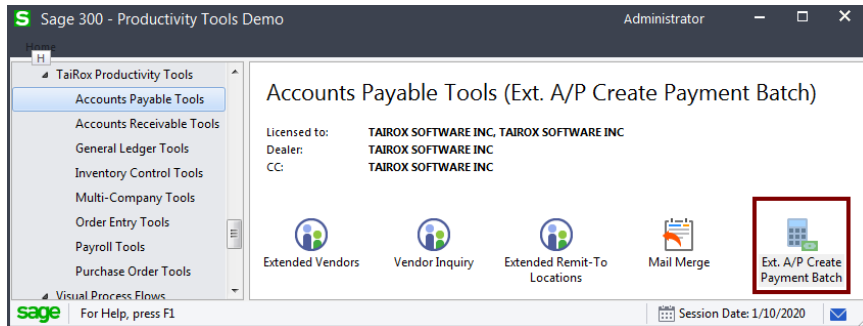 S Sage 300 - Productivity Tools Demo
Administrator
Home
H
TaiRox Productivity Tools
Accounts Payable Tools
Accounts Receivable Tools
General Ledger Tools
Inventory Control Tools
Multi-Company Tools
Order Entry Tools
Payroll Tools
Purchase Order Tools
Visual Process Flows
Accounts Payable Tools (Ext. A/P Create Payment Batch)
Licensed to: TAIROX SOFTWARE INC, TAIROX SOFTWARE INC
Dealer: TAIROX SOFTWARE INC
CC: TAIROX SOFTWARE INC
Extended Vendors
Vendor Inquiry
Extended Remit-To
Locations
Mail Merge
Ext. A/P Create
Payment Batch
sage For Help, press F1
Session Date: 1/10/2020